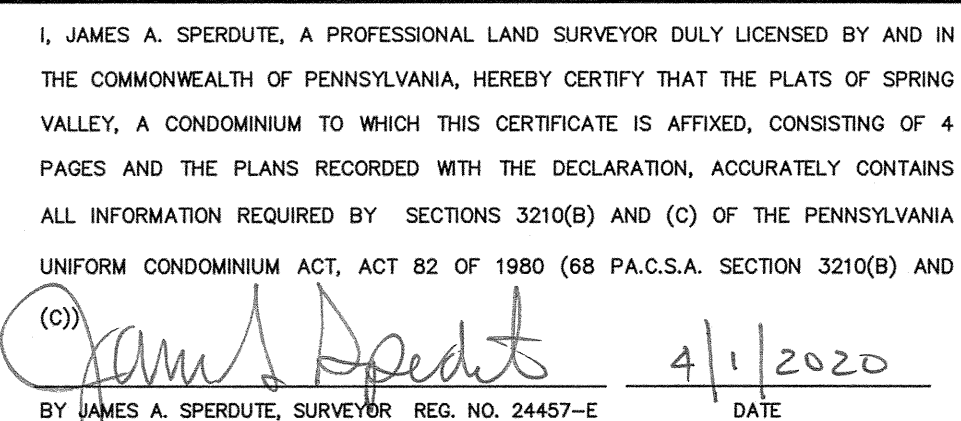 I, JAMES A. SPERDUTE, A PROFESSIONAL LAND SURVEYOR DULY LICENSED BY AND IN
THE COMMONWEALTH OF PENNSYLVANIA, HEREBY CERTIFY THAT THE PLATS OF SPRING
VALLEY, A CONDOMINIUM TO WHICH THIS CERTIFICATE IS AFFIXED, CONSISTING OF 4
PAGES AND THE PLANS RECORDED WITH THE DECLARATION, ACCURATELY CONTAINS
ALL INFORMATION REQUIRED BY SECTIONS 3210(B) AND (C) OF THE PENNSYLVANIA
UNIFORM CONDOMINIUM ACT, ACT 82 OF 1980 (68 PA.C.S.A. SECTION 3210(B) AND
(C))
4/1/2020
BY JAMES A. SPERDUTE, SURVEYOR REG. NO. 24457-E DATE